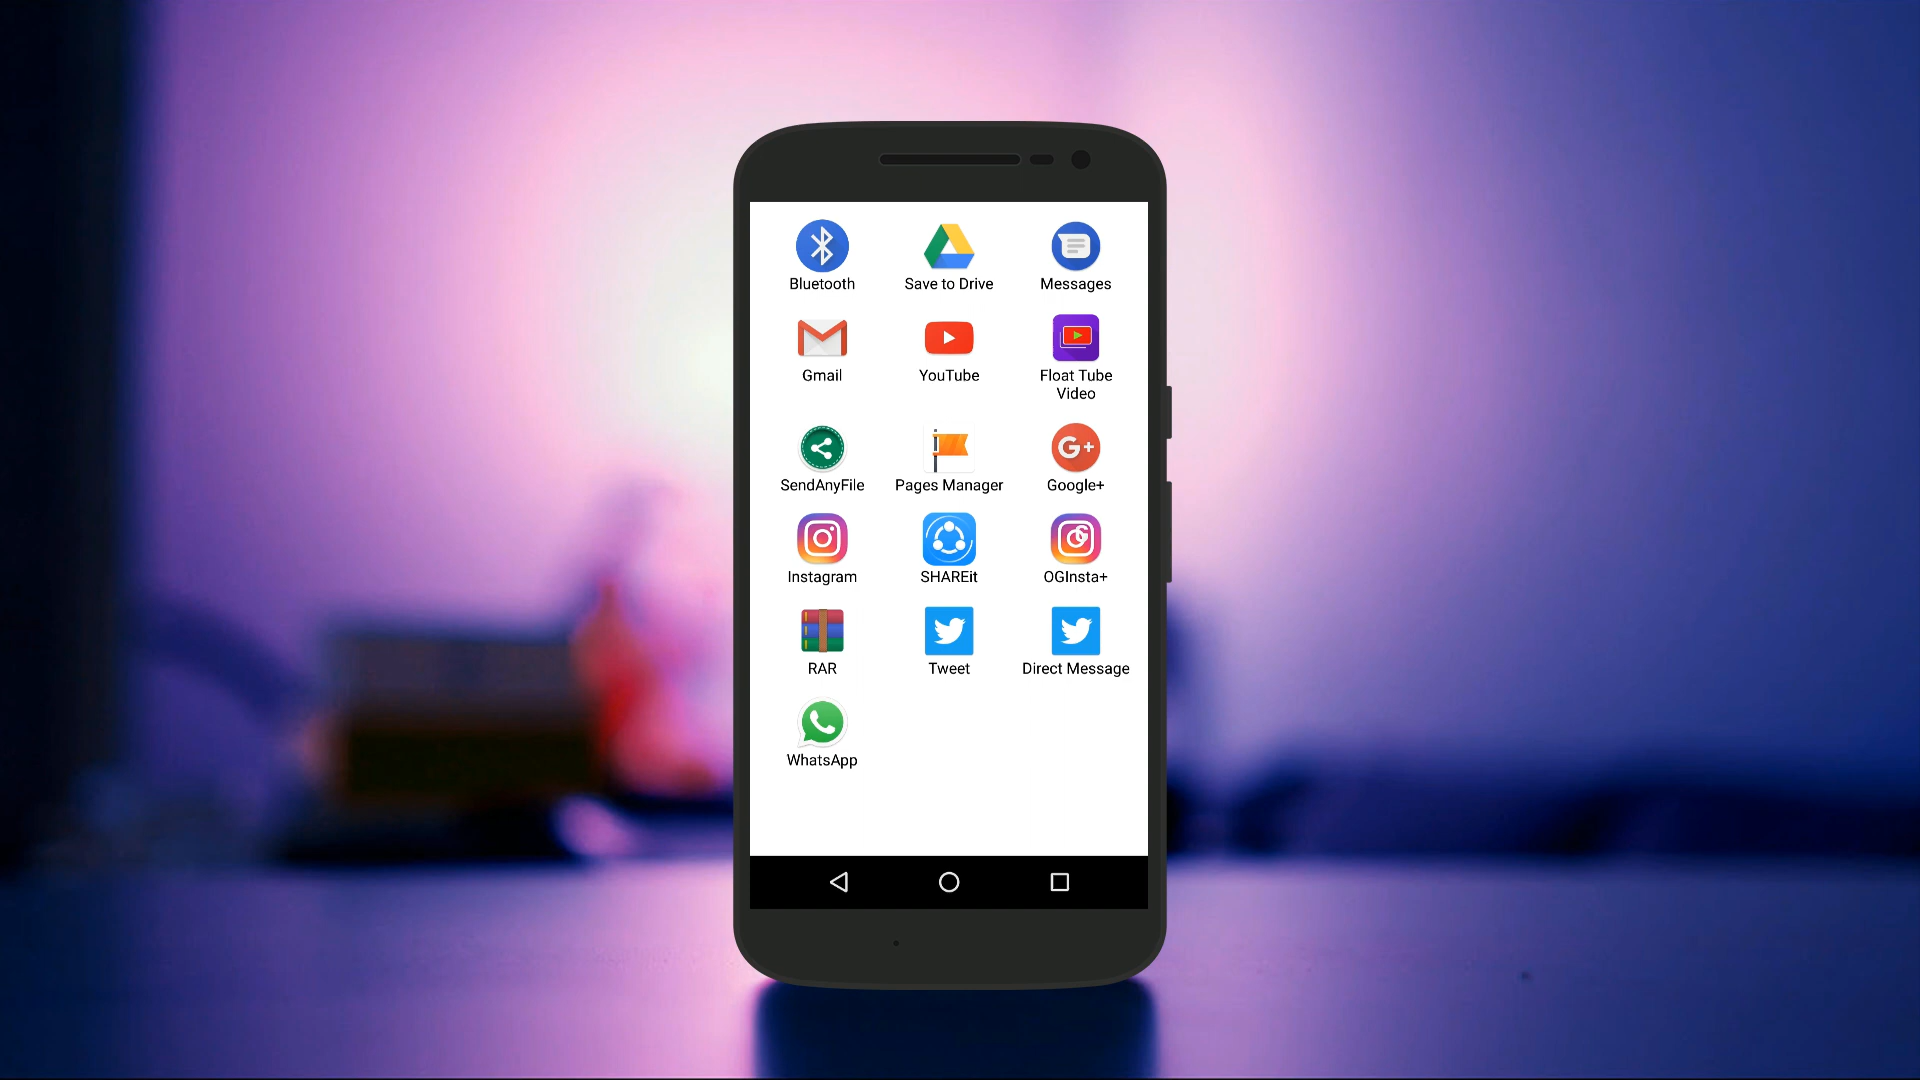 Bluetooth
Save to Drive
Messages
Gmail
YouTube
Float Tube
Video
SendAnyFile
Pages Manager
G+
Google+
Instagram
SHAREit
OGInsta+
RAR
Tweet
Direct Message
WhatsApp